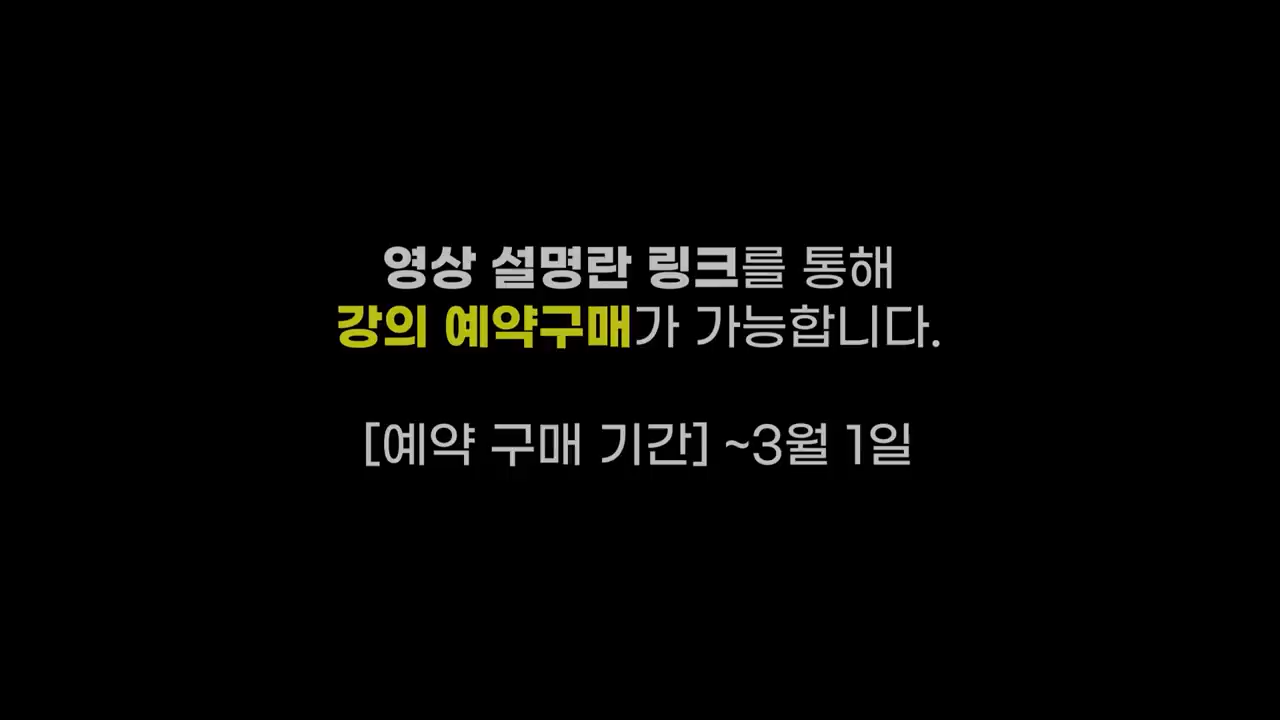 영상 설명란 링크를 통해
강의 예약구매가 가능합니다.
[예약 구매 기간] ~3월 1일